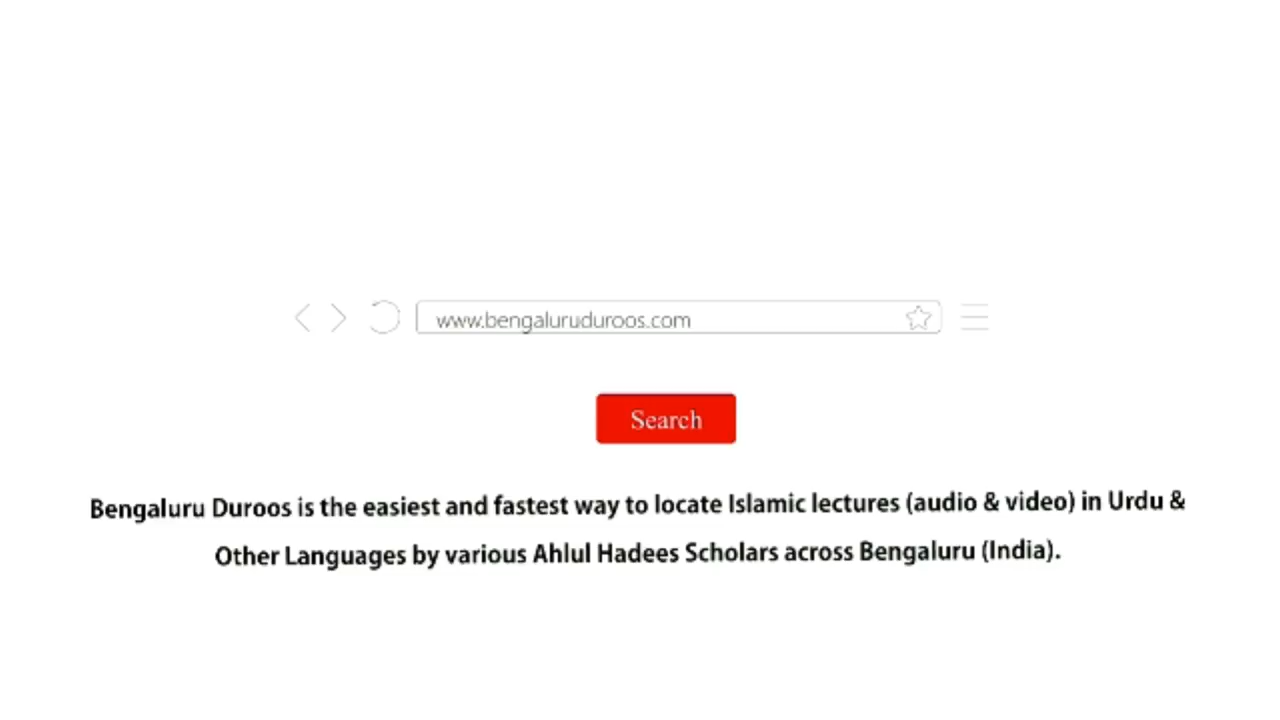 www.bengaluruduroos.com
Search
Bengaluru Duroos is the easiest and fastest way to locate Islamic lectures (audio & video) in Urdu &
Other Languages by various Ahlul Hadees Scholars across Bengaluru (India).